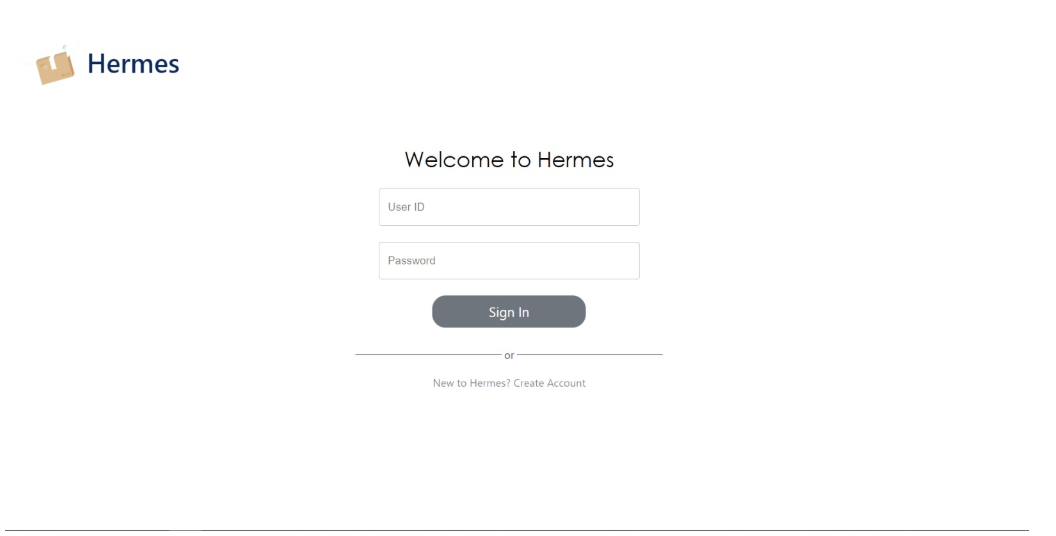 Hermes
Welcome to Hermes
User ID
Password
Sign In
or
New to Hermes? Create Account